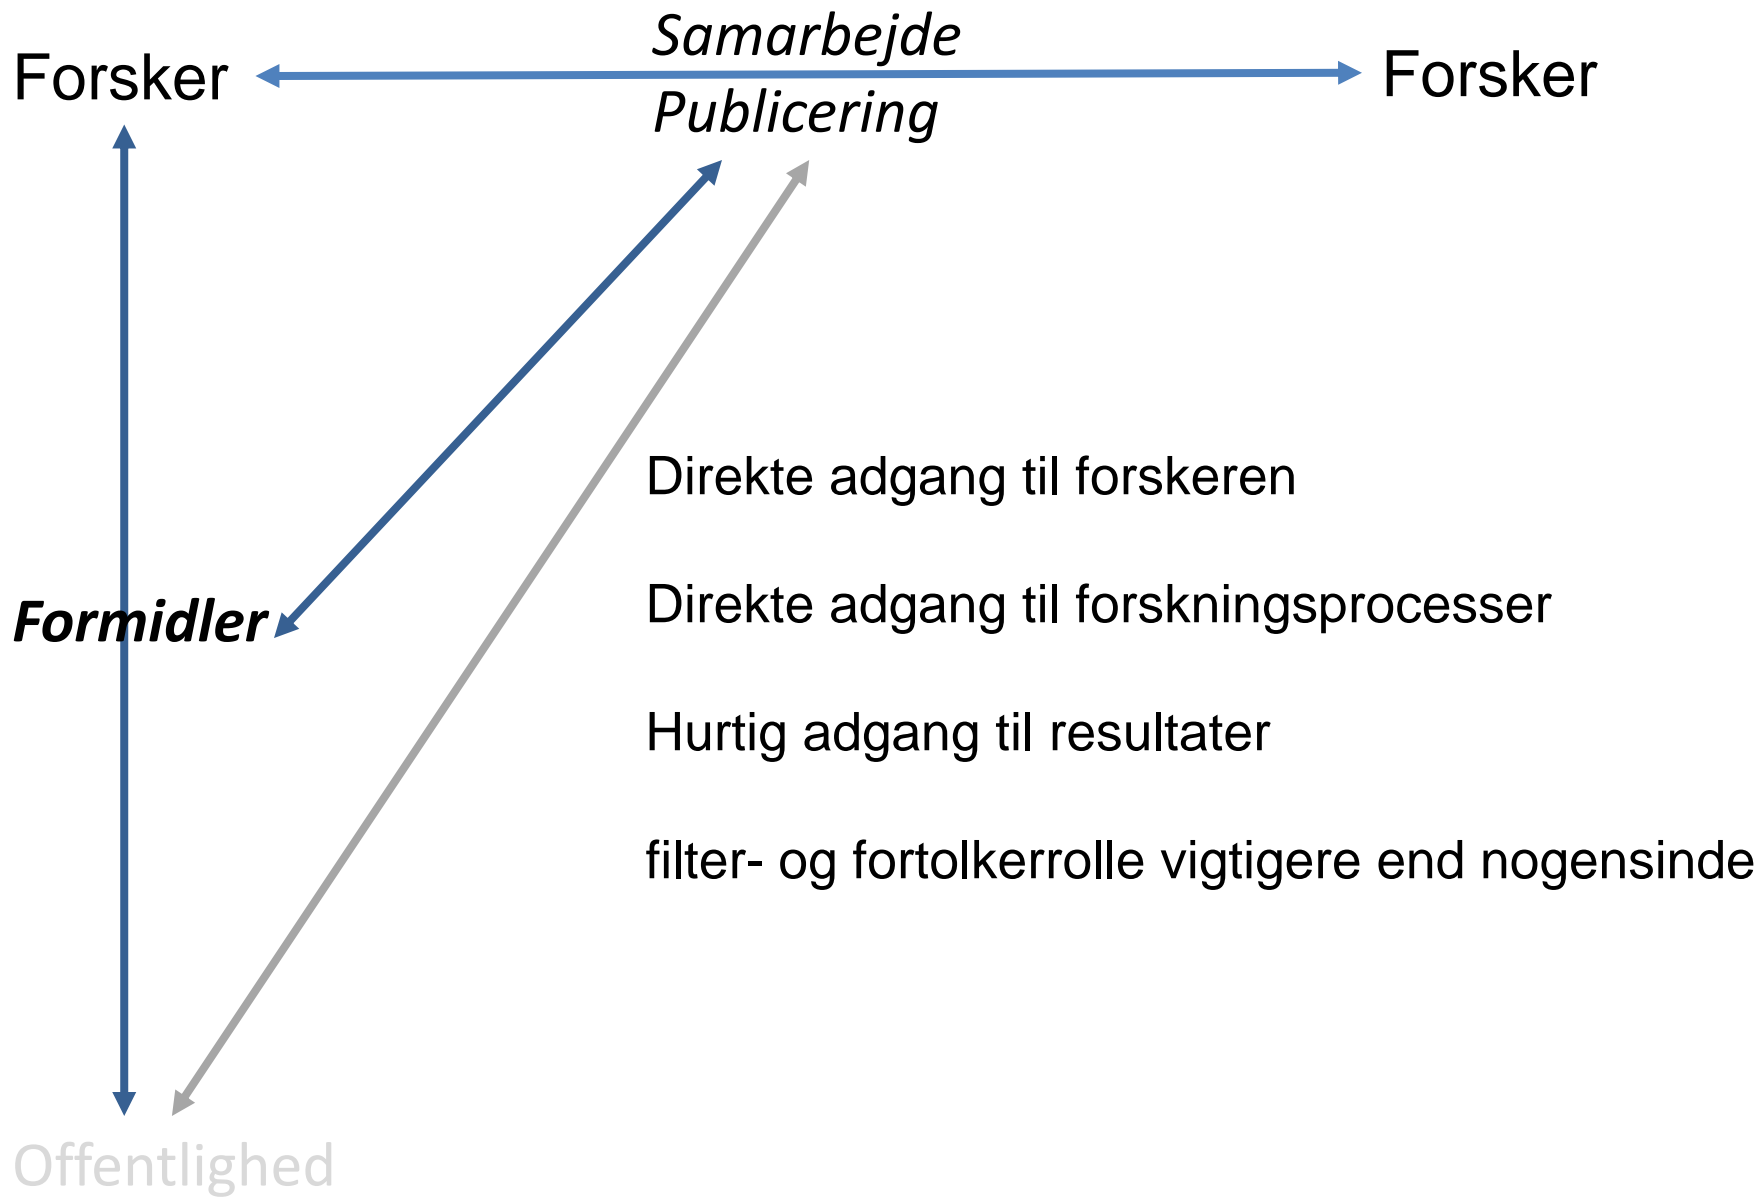 Samarbejde
Forsker
Forsker
Publicering
Direkte adgang til forskeren
Direkte adgang til forskningsprocesser
Formidler
Hurtig adgang til resultater
filter- og fortolkerrolle vigtigere end nogensinde
Offentlighed